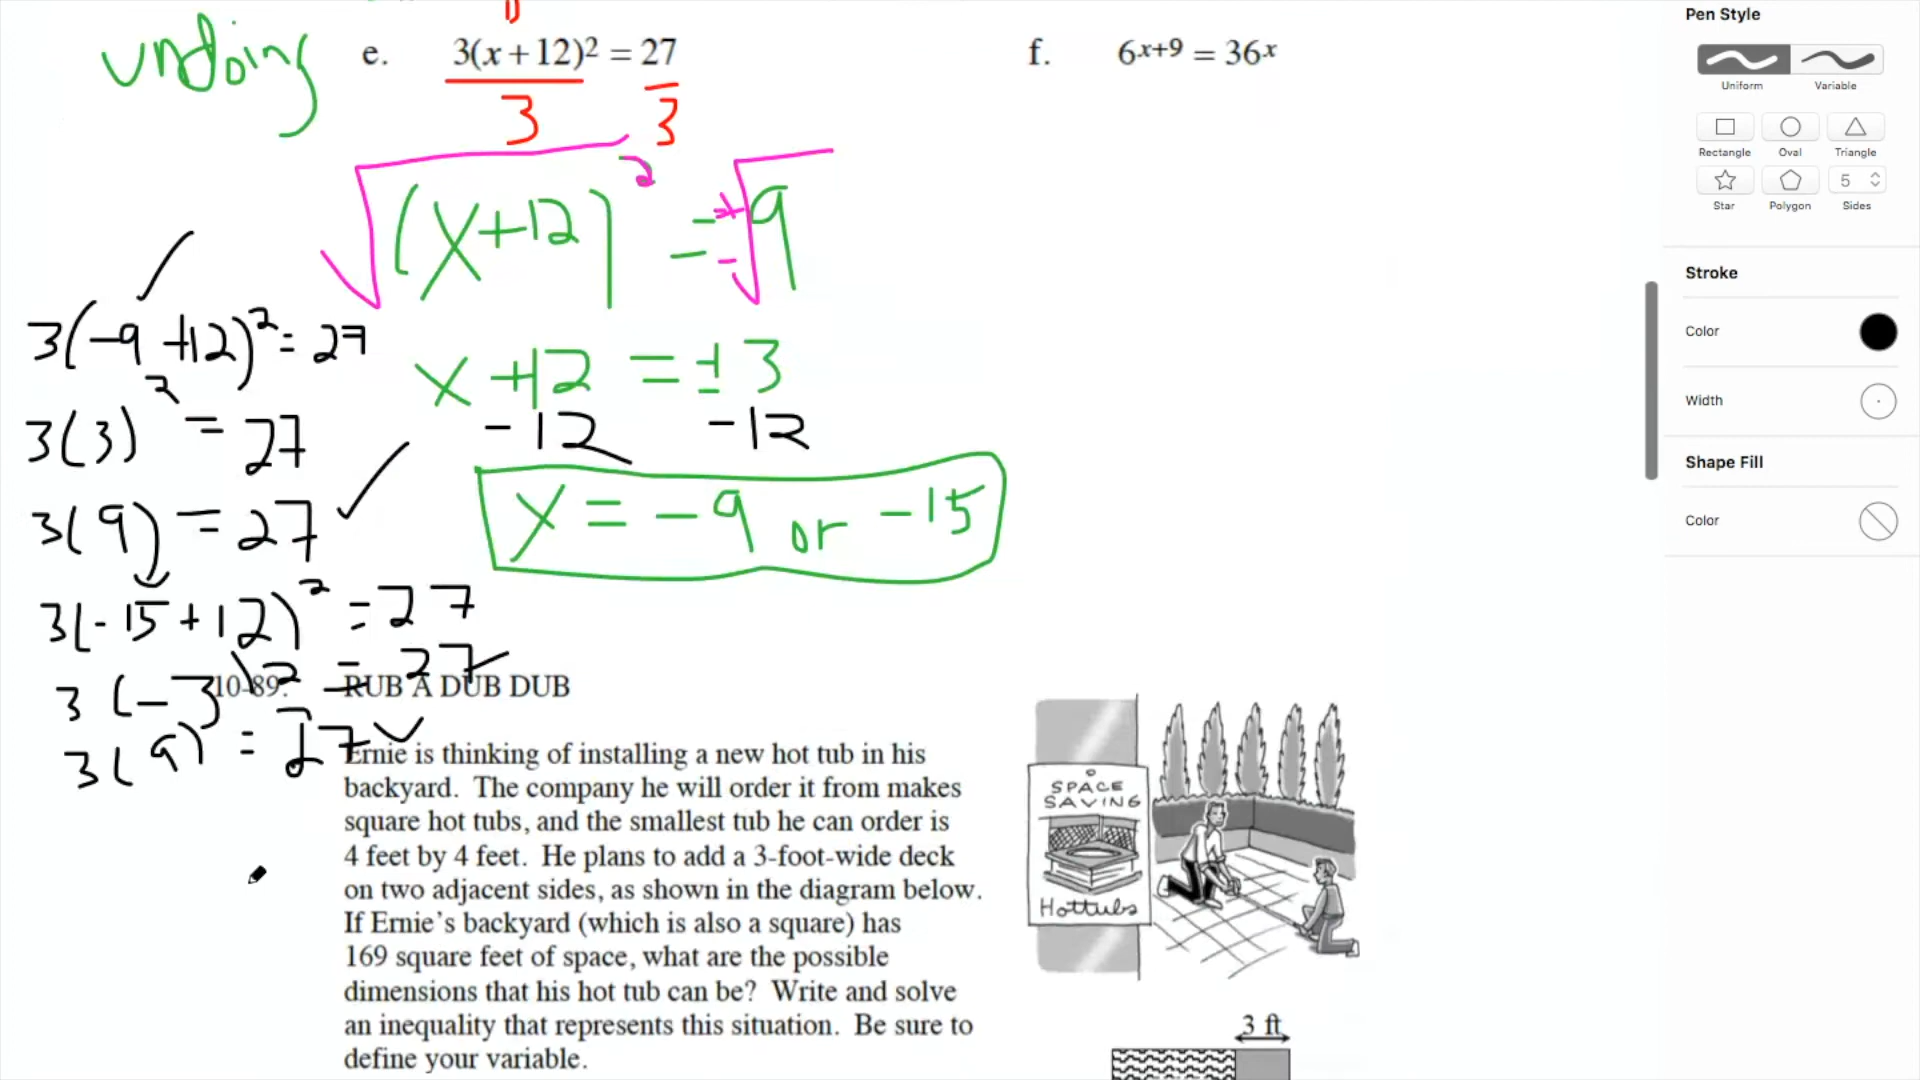 undoing
e. 3(x + 12)² = 27
3 3
√(x+12)² = ±√9
x +12 = ±3
-12 -12
x = -9 or -15
3(-9 +12)² = 27
3(3)² = 27
3(9) = 27
3(-15 + 12)² = 27
3(-3)² = 27
3(9) = 27
f. 6ˣ⁺⁹ = 36ˣ
10-89. RUB A DUB DUB
Ernie is thinking of installing a new hot tub in his
backyard. The company he will order it from makes
square hot tubs, and the smallest tub he can order is
4 feet by 4 feet. He plans to add a 3-foot-wide deck
on two adjacent sides, as shown in the diagram below.
If Ernie’s backyard (which is also a square) has
169 square feet of space, what are the possible
dimensions that his hot tub can be? Write and solve
an inequality that represents this situation. Be sure to
define your variable.
SPACE
SAVING
Hottubs
3 ft
Pen Style
Uniform Variable
Rectangle Oval Triangle
5
Star Polygon Sides
Stroke
Color
Width
Shape Fill
Color